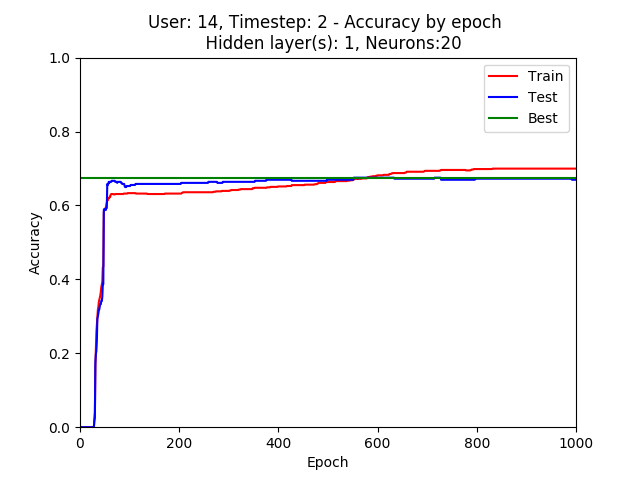 User: 14, Timestep: 2 - Accuracy by epoch
Hidden layer(s): 1, Neurons:20
1.0
Train
Test
Best
0.8
0.6
Accuracy
0.4
0.2
0.0
0 200 400 600 800 1000
Epoch